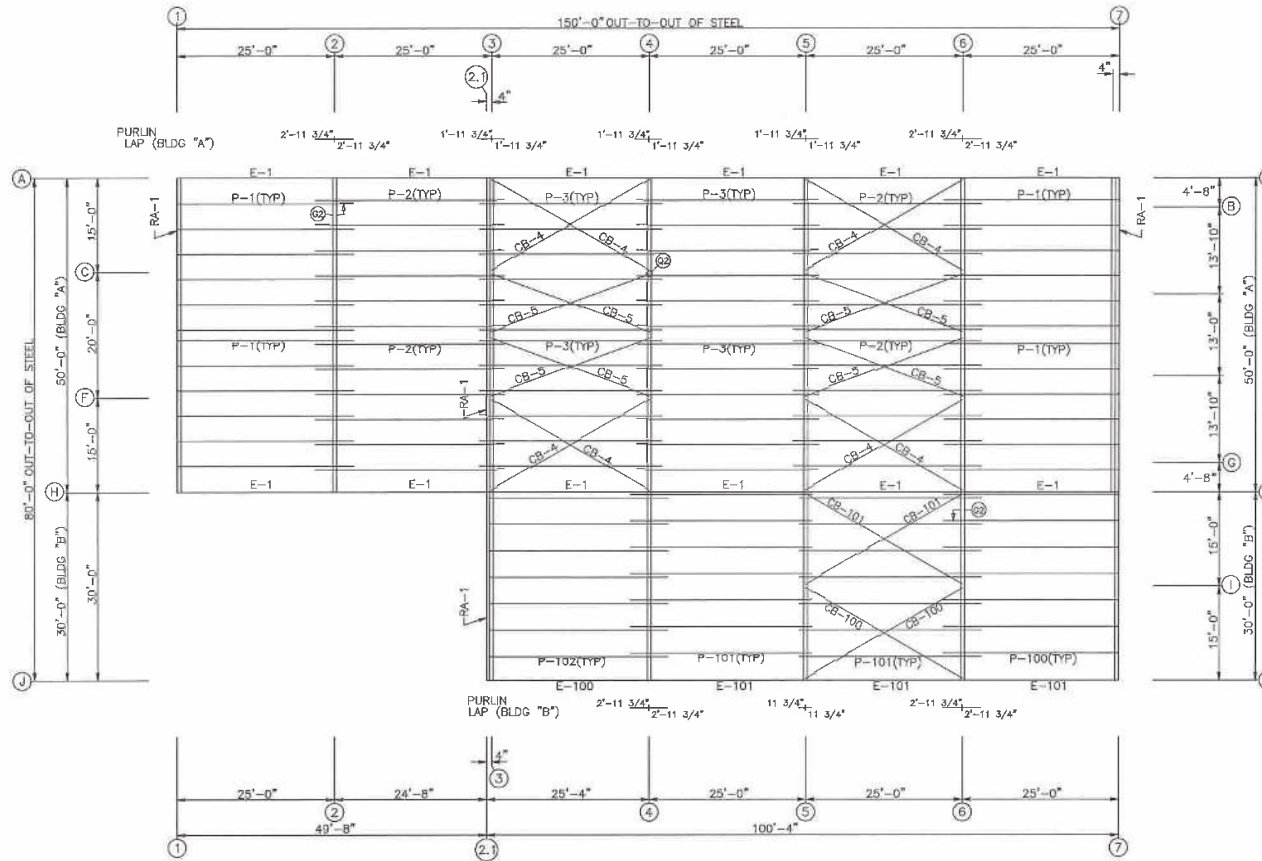 1
7
150'-0" OUT-TO-OUT OF STEEL
2
3
4
5
6
25'-0"
25'-0"
25'-0"
25'-0"
25'-0"
25'-0"
2.1
4"
4"
PURLIN
LAP (BLDG "A")
2'-11 3/4"
2'-11 3/4"
1'-11 3/4"
1'-11 3/4"
1'-11 3/4"
1'-11 3/4"
1'-11 3/4"
1'-11 3/4"
2'-11 3/4"
2'-11 3/4"
E-1
E-1
E-1
E-1
E-1
E-1
A
P-1(TYP)
P-2(TYP)
P-3(TYP)
P-3(TYP)
P-2(TYP)
P-1(TYP)
4'-8"
B
RA-1
G2
RA-1
15'-0"
CB-4
CB-4
CB-4
CB-4
13'-10"
C
G2
50'-0" (BLDG "A")
20'-0"
CB-5
CB-5
CB-5
CB-5
13'-0"
50'-0" (BLDG "A")
P-1(TYP)
P-2(TYP)
P-3(TYP)
P-3(TYP)
P-2(TYP)
P-1(TYP)
80'-0" OUT-TO-OUT OF STEEL
CB-5
CB-5
CB-5
CB-5
F
RA-1
13'-10"
15'-0"
CB-4
CB-4
CB-4
CB-4
G
4'-8"
H
E-1
E-1
E-1
E-1
E-1
E-1
CB-101
CB-101
G2
15'-0"
30'-0" (BLDG "B")
30'-0"
I
30'-0" (BLDG "B")
RA-1
CB-100
CB-100
15'-0"
P-102(TYP)
P-101(TYP)
P-101(TYP)
P-100(TYP)
J
E-100
E-101
E-101
E-101
PURLIN
LAP (BLDG "B")
2'-11 3/4"
2'-11 3/4"
11 3/4"
11 3/4"
2'-11 3/4"
2'-11 3/4"
4"
3
25'-0"
24'-8"
25'-4"
25'-0"
25'-0"
25'-0"
2
4
5
6
49'-8"
100'-4"
1
2.1
7